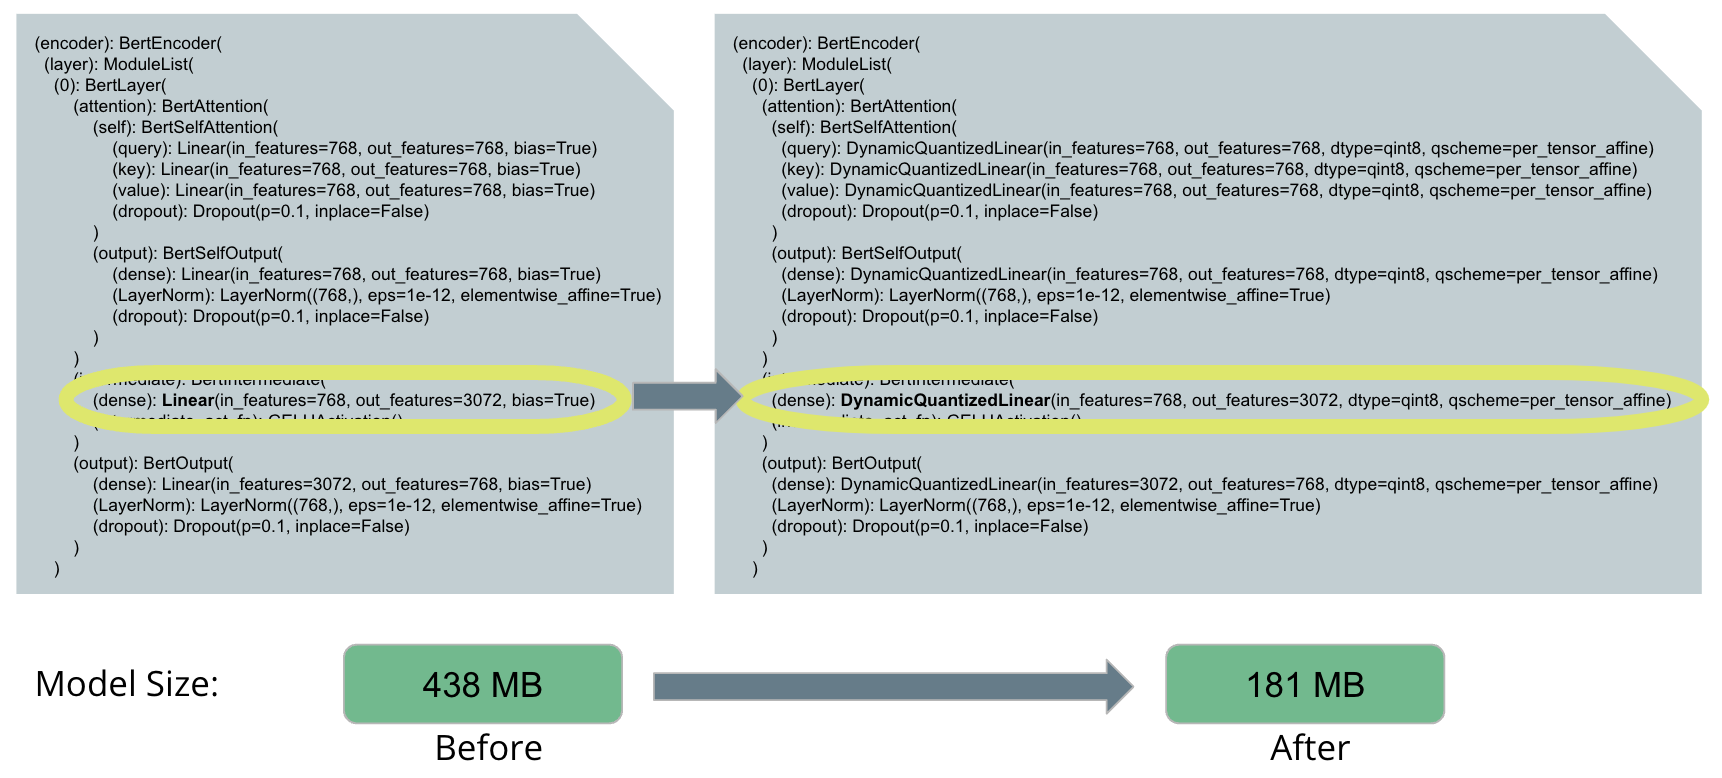 (encoder): BertEncoder(
(layer): ModuleList(
(0): BertLayer(
(attention): BertAttention(
(self): BertSelfAttention(
(query): Linear(in_features=768, out_features=768, bias=True)
(key): Linear(in_features=768, out_features=768, bias=True)
(value): Linear(in_features=768, out_features=768, bias=True)
(dropout): Dropout(p=0.1, inplace=False)
)
(output): BertSelfOutput(
(dense): Linear(in_features=768, out_features=768, bias=True)
(LayerNorm): LayerNorm((768,), eps=1e-12, elementwise_affine=True)
(dropout): Dropout(p=0.1, inplace=False)
)
)
BertIntermediate(
(dense): Linear(in_features=768, out_features=3072, bias=True)
GELUActivation()
)
(output): BertOutput(
(dense): Linear(in_features=3072, out_features=768, bias=True)
(LayerNorm): LayerNorm((768,), eps=1e-12, elementwise_affine=True)
(dropout): Dropout(p=0.1, inplace=False)
)
)
(encoder): BertEncoder(
(layer): ModuleList(
(0): BertLayer(
(attention): BertAttention(
(self): BertSelfAttention(
(query): DynamicQuantizedLinear(in_features=768, out_features=768, dtype=qint8, qscheme=per_tensor_affine)
(key): DynamicQuantizedLinear(in_features=768, out_features=768, dtype=qint8, qscheme=per_tensor_affine)
(value): DynamicQuantizedLinear(in_features=768, out_features=768, dtype=qint8, qscheme=per_tensor_affine)
(dropout): Dropout(p=0.1, inplace=False)
)
(output): BertSelfOutput(
(dense): DynamicQuantizedLinear(in_features=768, out_features=768, dtype=qint8, qscheme=per_tensor_affine)
(LayerNorm): LayerNorm((768,), eps=1e-12, elementwise_affine=True)
(dropout): Dropout(p=0.1, inplace=False)
)
)
BertIntermediate(
(dense): DynamicQuantizedLinear(in_features=768, out_features=3072, dtype=qint8, qscheme=per_tensor_affine)
GELUActivation()
)
(output): BertOutput(
(dense): DynamicQuantizedLinear(in_features=3072, out_features=768, dtype=qint8, qscheme=per_tensor_affine)
(LayerNorm): LayerNorm((768,), eps=1e-12, elementwise_affine=True)
(dropout): Dropout(p=0.1, inplace=False)
)
)
Model Size:
438 MB
181 MB
Before
After